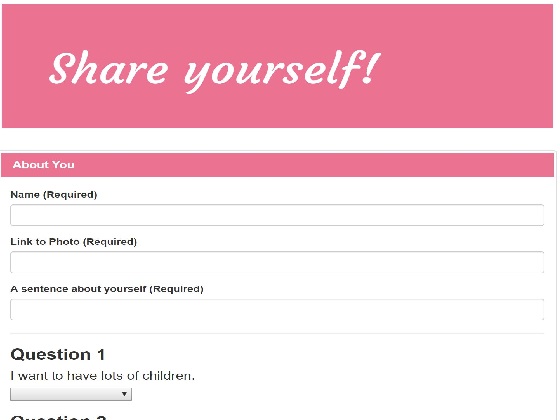 Share yourself!
About You
Name (Required)
Link to Photo (Required)
A sentence about yourself (Required)
Question 1
I want to have lots of children.
Question 2